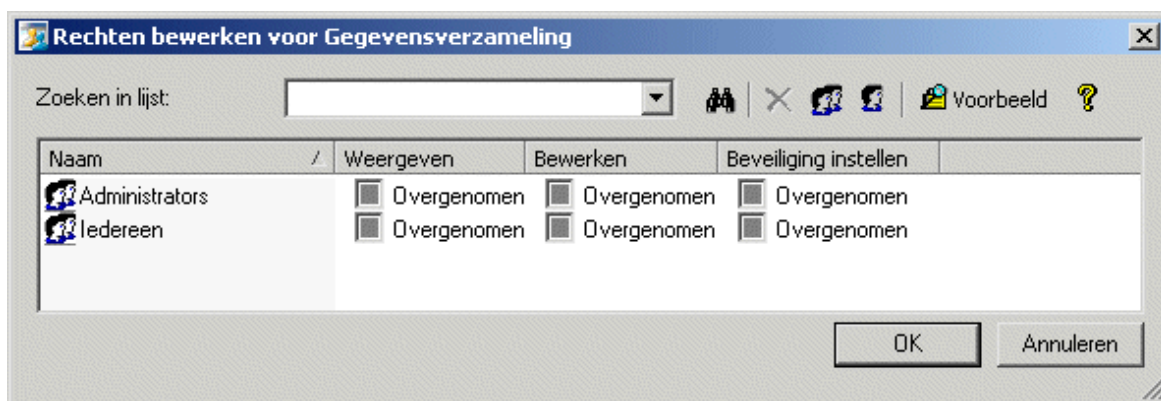 Rechten bewerken voor Gegevensverzameling
Zoeken in lijst: Voorbeeld
Naam Weergeven Bewerken Beveiliging instellen
Administrators Overgenomen Overgenomen Overgenomen
Iedereen Overgenomen Overgenomen Overgenomen
OK Annuleren